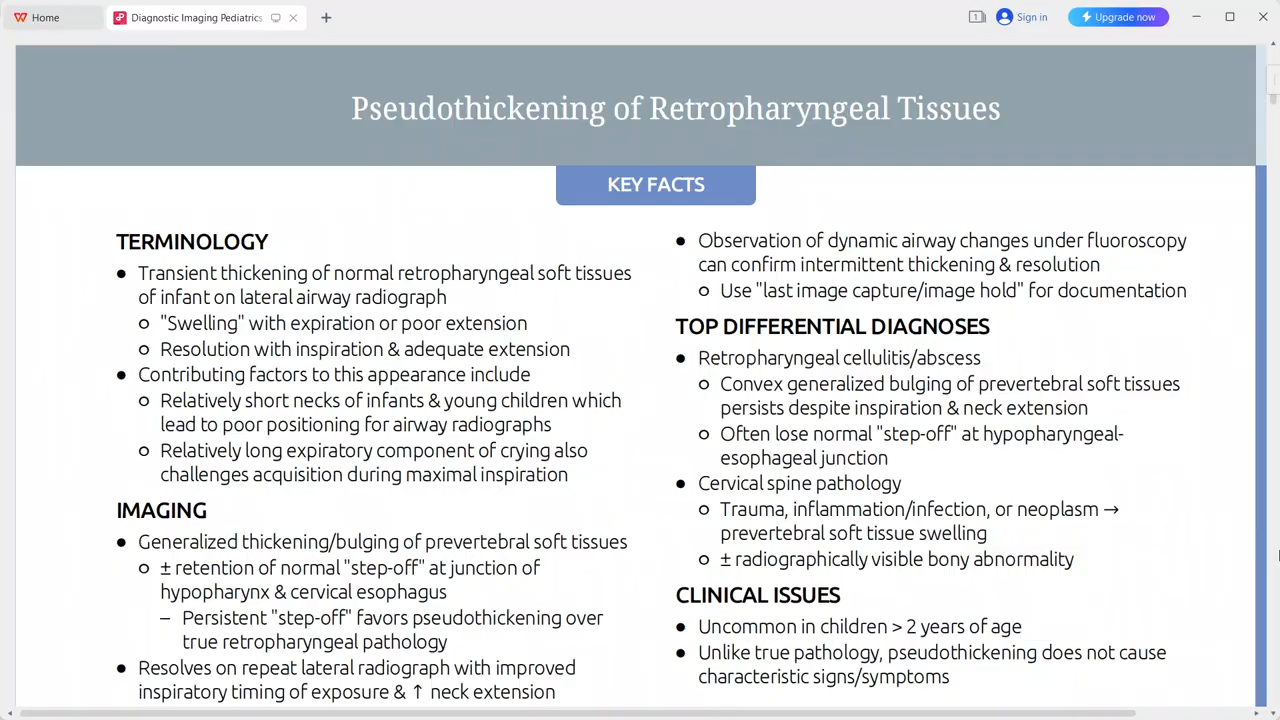 Home
Diagnostic Imaging Pediatrics
1
Sign in
Upgrade now
Pseudothickening of Retropharyngeal Tissues
KEY FACTS
TERMINOLOGY
• Transient thickening of normal retropharyngeal soft tissues
of infant on lateral airway radiograph
○ "Swelling" with expiration or poor extension
○ Resolution with inspiration & adequate extension
• Contributing factors to this appearance include
○ Relatively short necks of infants & young children which
lead to poor positioning for airway radiographs
○ Relatively long expiratory component of crying also
challenges acquisition during maximal inspiration
IMAGING
• Generalized thickening/bulging of prevertebral soft tissues
○ ± retention of normal "step-off" at junction of
hypopharynx & cervical esophagus
– Persistent "step-off" favors pseudothickening over
true retropharyngeal pathology
• Resolves on repeat lateral radiograph with improved
inspiratory timing of exposure & ↑ neck extension
• Observation of dynamic airway changes under fluoroscopy
can confirm intermittent thickening & resolution
○ Use "last image capture/image hold" for documentation
TOP DIFFERENTIAL DIAGNOSES
• Retropharyngeal cellulitis/abscess
○ Convex generalized bulging of prevertebral soft tissues
persists despite inspiration & neck extension
○ Often lose normal "step-off" at hypopharyngeal-
esophageal junction
• Cervical spine pathology
○ Trauma, inflammation/infection, or neoplasm →
prevertebral soft tissue swelling
○ ± radiographically visible bony abnormality
CLINICAL ISSUES
• Uncommon in children > 2 years of age
• Unlike true pathology, pseudothickening does not cause
characteristic signs/symptoms